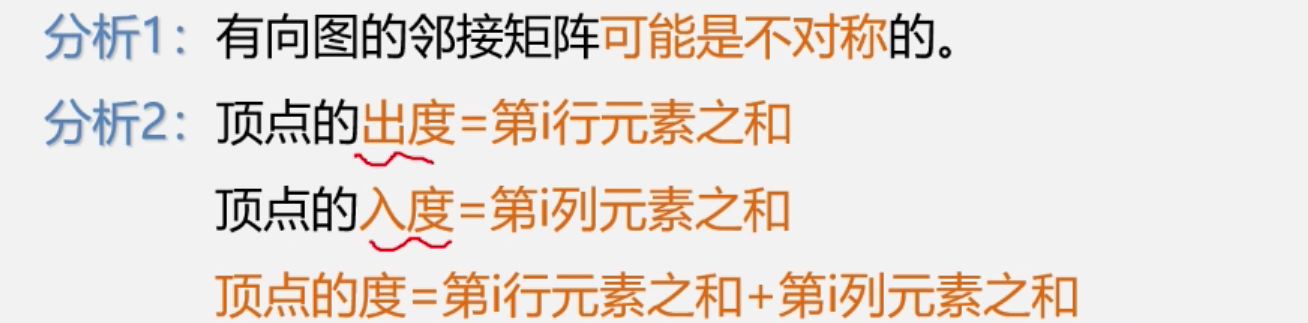 分析1：有向图的邻接矩阵可能是不对称的。
分析2：顶点的出度=第i行元素之和
顶点的入度=第i列元素之和
顶点的度=第i行元素之和+第i列元素之和